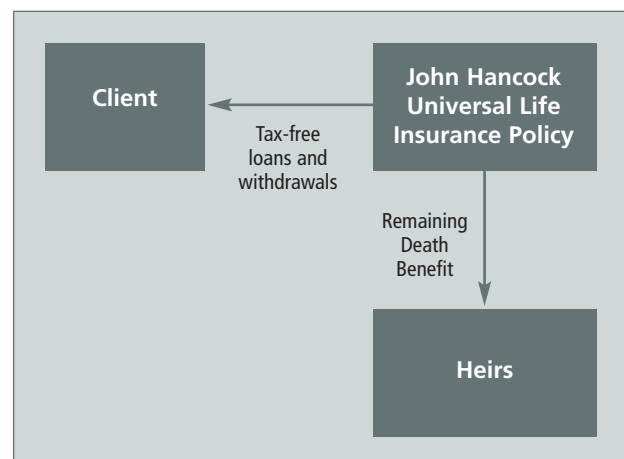 Client
John Hancock
Universal Life
Insurance Policy
Tax-free
loans and
withdrawals
Remaining
Death
Benefit
Heirs